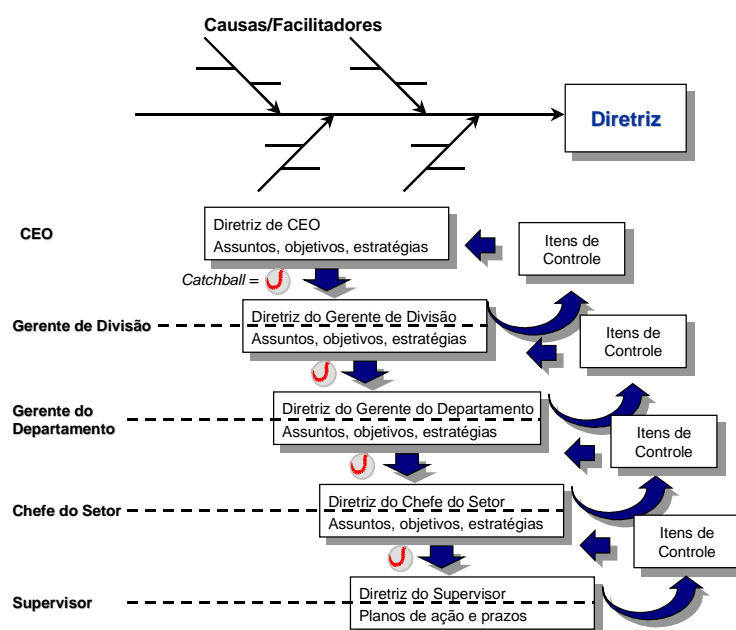 Causas/Facilitadores
Diretriz
CEO
Diretriz de CEO
Assuntos, objetivos, estratégias
Itens de
Controle
Catchball =
Gerente de Divisão
Diretriz do Gerente de Divisão
Assuntos, objetivos, estratégias
Itens de
Controle
Gerente do
Departamento
Diretriz do Gerente do Departamento
Assuntos, objetivos, estratégias
Itens de
Controle
Chefe do Setor
Diretriz do Chefe do Setor
Assuntos, objetivos, estratégias
Itens de
Controle
Supervisor
Diretriz do Supervisor
Planos de ação e prazos